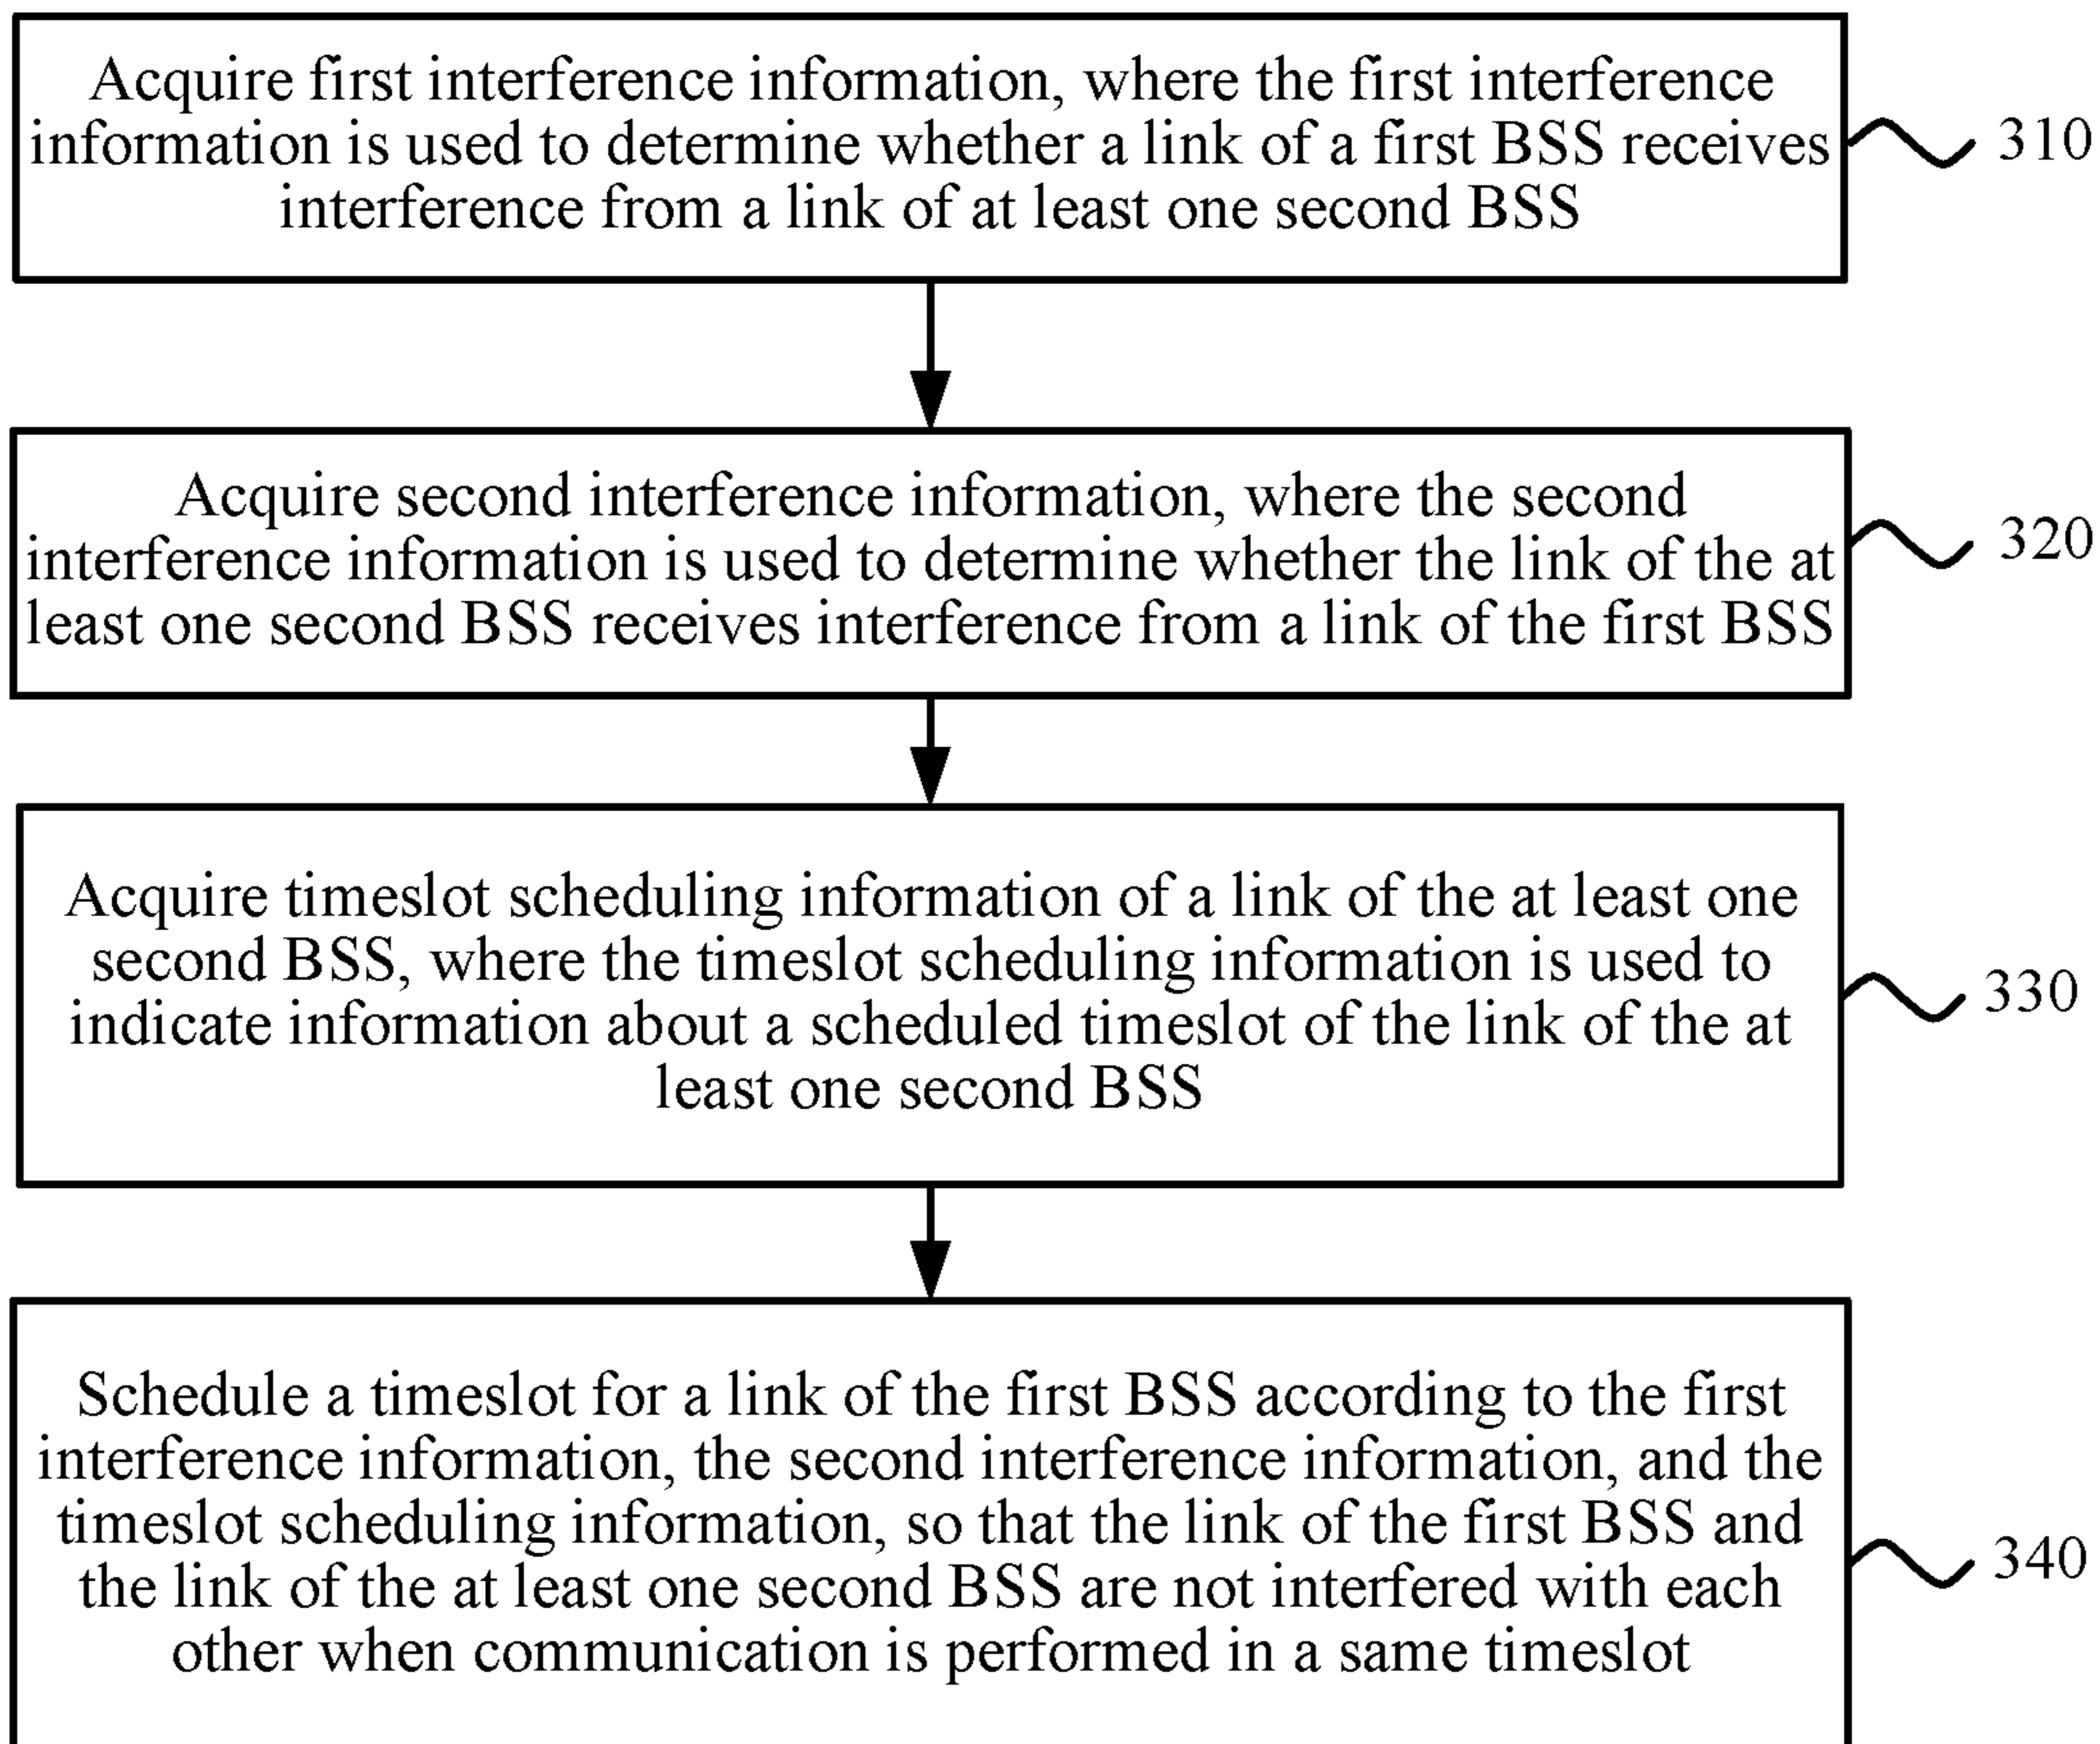 Acquire first interference information, where the first interference
information is used to determine whether a link of a first BSS receives
interference from a link of at least one second BSS
310
Acquire second interference information, where the second
interference information is used to determine whether the link of the at
least one second BSS receives interference from a link of the first BSS
320
Acquire timeslot scheduling information of a link of the at least one
second BSS, where the timeslot scheduling information is used to
indicate information about a scheduled timeslot of the link of the at
least one second BSS
330
Schedule a timeslot for a link of the first BSS according to the first
interference information, the second interference information, and the
timeslot scheduling information, so that the link of the first BSS and
the link of the at least one second BSS are not interfered with each
other when communication is performed in a same timeslot
340